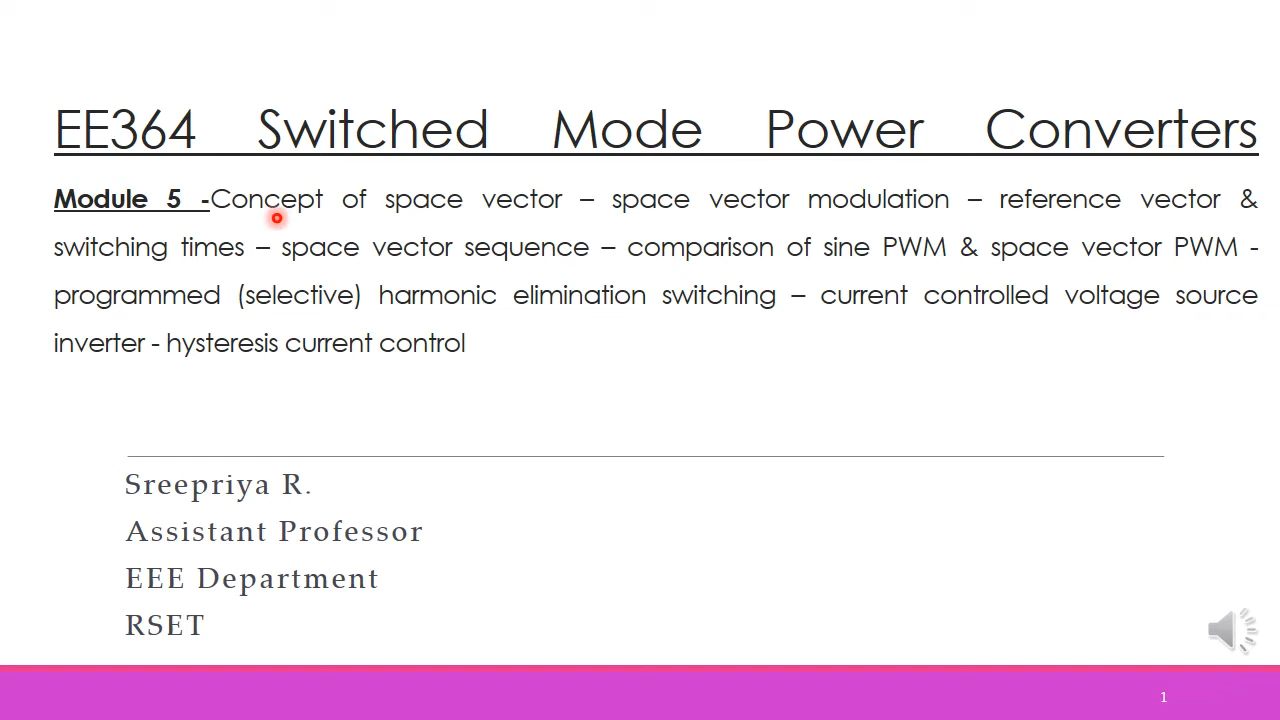 EE364 Switched Mode Power Converters
Module 5 -Concept of space vector – space vector modulation – reference vector &
switching times – space vector sequence – comparison of sine PWM & space vector PWM -
programmed (selective) harmonic elimination switching – current controlled voltage source
inverter - hysteresis current control
Sreepriya R.
Assistant Professor
EEE Department
RSET
1